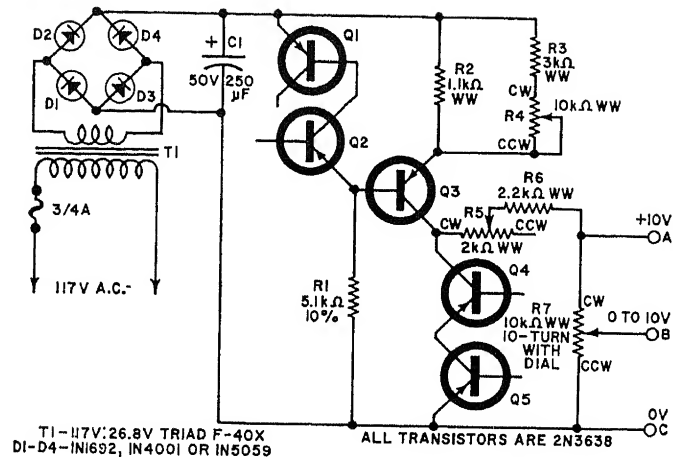 D2
D4
D1
D3
+
C1
50V 250
μF
Q1
Q2
R2
1.1kΩ
WW
R3
3kΩ
WW
CW
R4
10kΩ WW
CCW
Q3
R6
2.2kΩ WW
R5
CW
CCW
2kΩ WW
+10V
A
T1
3/4A
117V A.C.-
R1
5.1kΩ
10%
Q4
R7
10kΩ WW
10-TURN
WITH
DIAL
CW
0 TO 10V
B
CCW
Q5
0V
C
T1-117V:26.8V TRIAD F-40X
D1-D4-1N1692, 1N4001 OR 1N5059
ALL TRANSISTORS ARE 2N3638